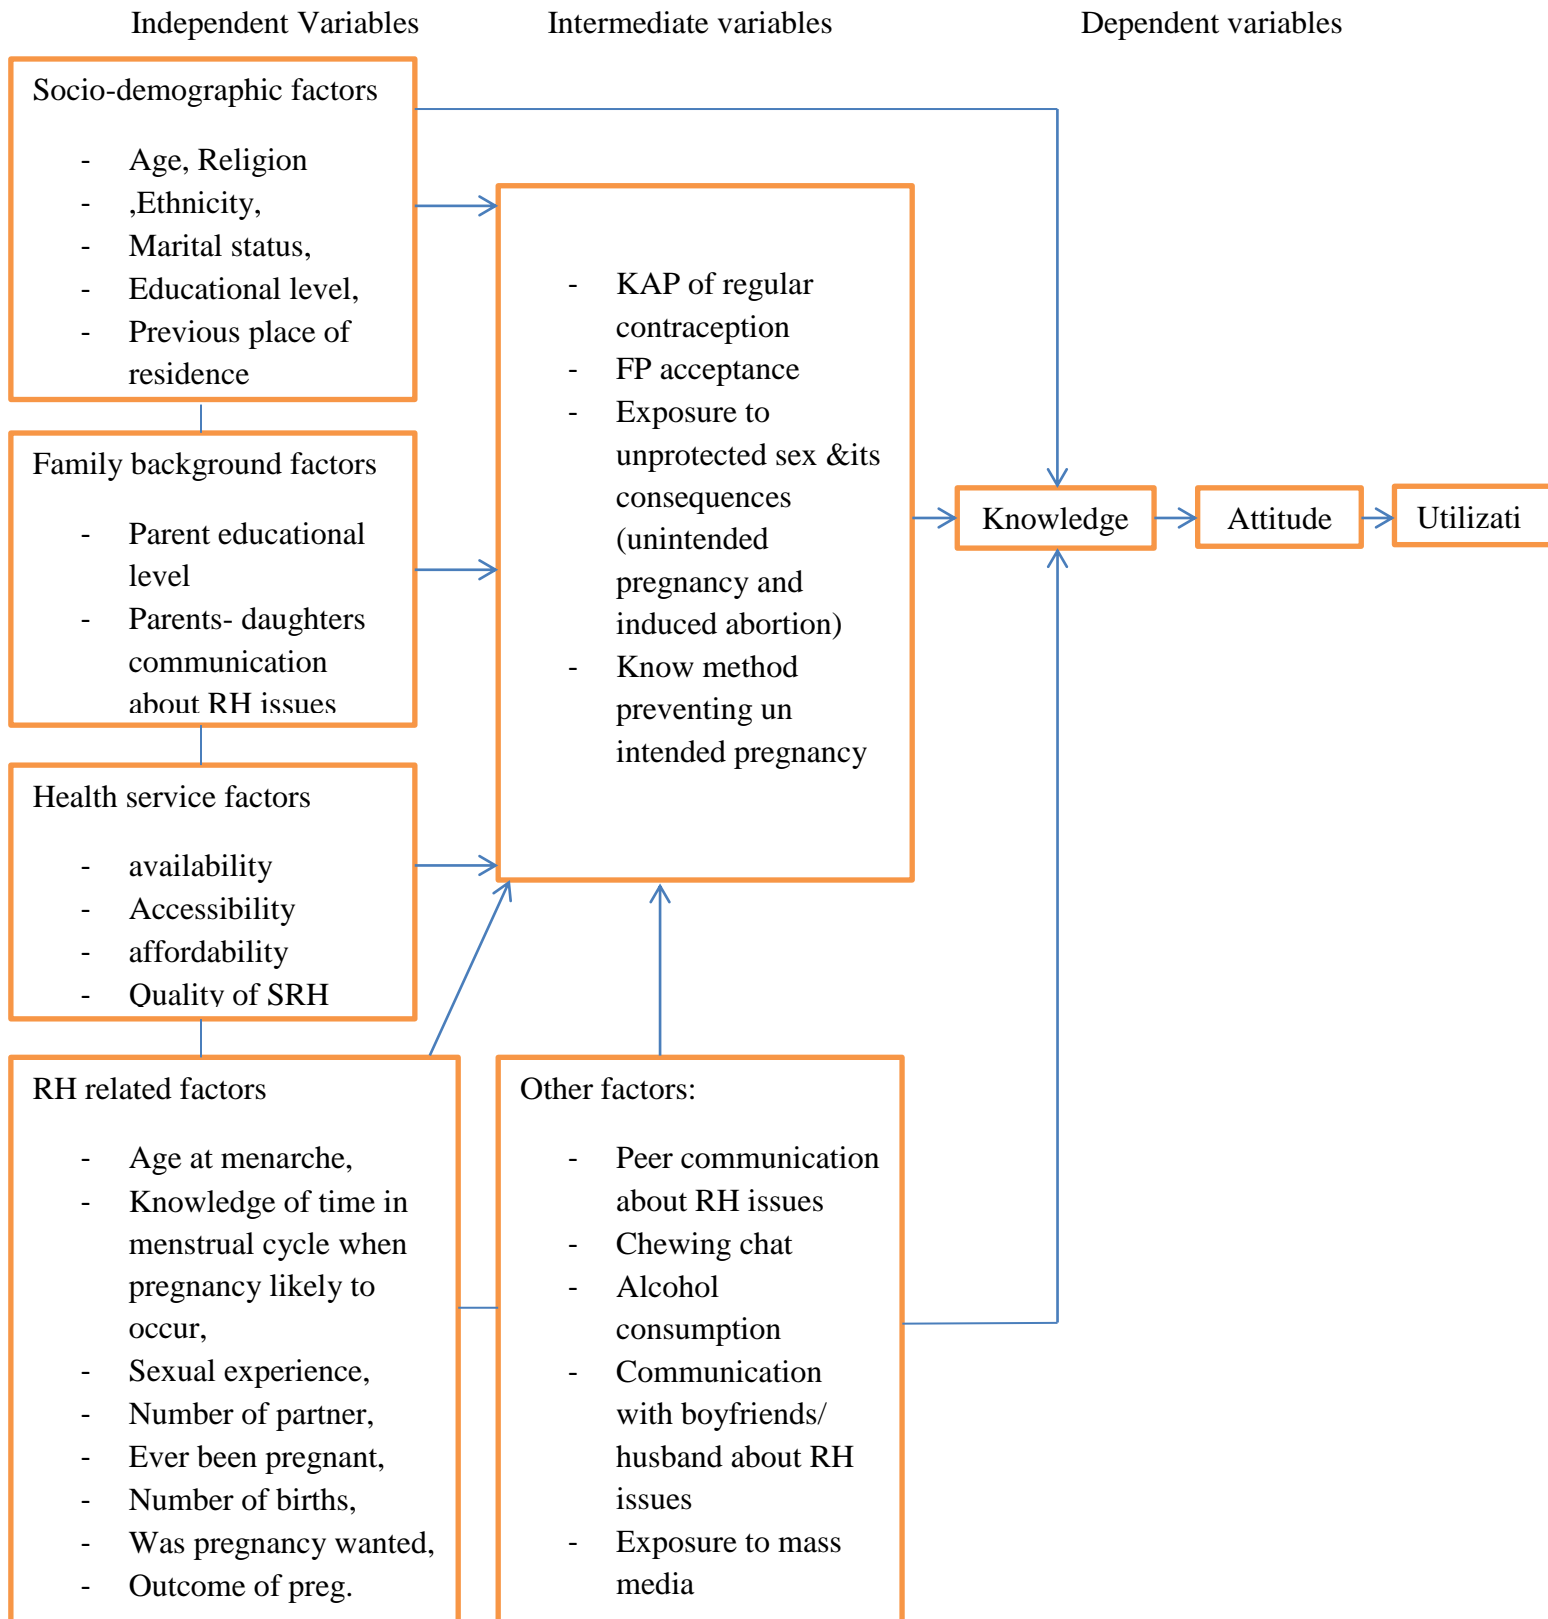 Independent Variables
Intermediate variables
Dependent variables
Socio-demographic factors
- Age, Religion
- ,Ethnicity,
- Marital status,
- Educational level,
- Previous place of
residence
Family background factors
- Parent educational
level
- Parents- daughters
communication
about RH issues
Health service factors
- availability
- Accessibility
- affordability
- Quality of SRH
RH related factors
- Age at menarche,
- Knowledge of time in
menstrual cycle when
pregnancy likely to
occur,
- Sexual experience,
- Number of partner,
- Ever been pregnant,
- Number of births,
- Was pregnancy wanted,
- Outcome of preg.
- KAP of regular
contraception
- FP acceptance
- Exposure to
unprotected sex &its
consequences
(unintended
pregnancy and
induced abortion)
- Know method
preventing un
intended pregnancy
Other factors:
- Peer communication
about RH issues
- Chewing chat
- Alcohol
consumption
- Communication
with boyfriends/
husband about RH
issues
- Exposure to mass
media
Knowledge
Attitude
Utilizati